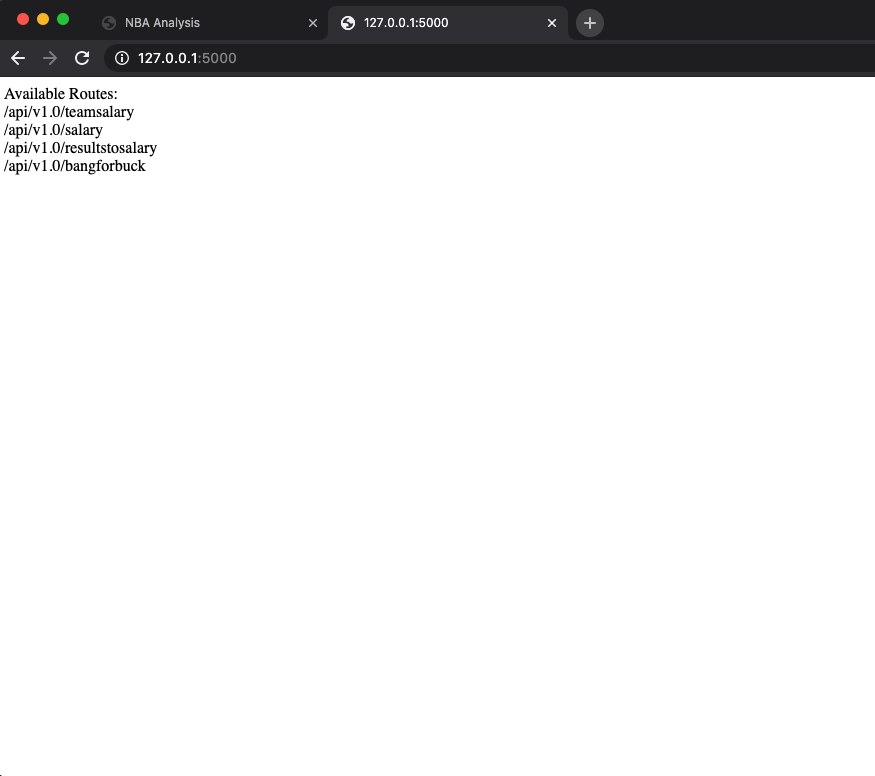 NBA Analysis
127.0.0.1:5000
127.0.0.1:5000
Available Routes:
/api/v1.0/teamsalary
/api/v1.0/salary
/api/v1.0/resultstosalary
/api/v1.0/bangforbuck